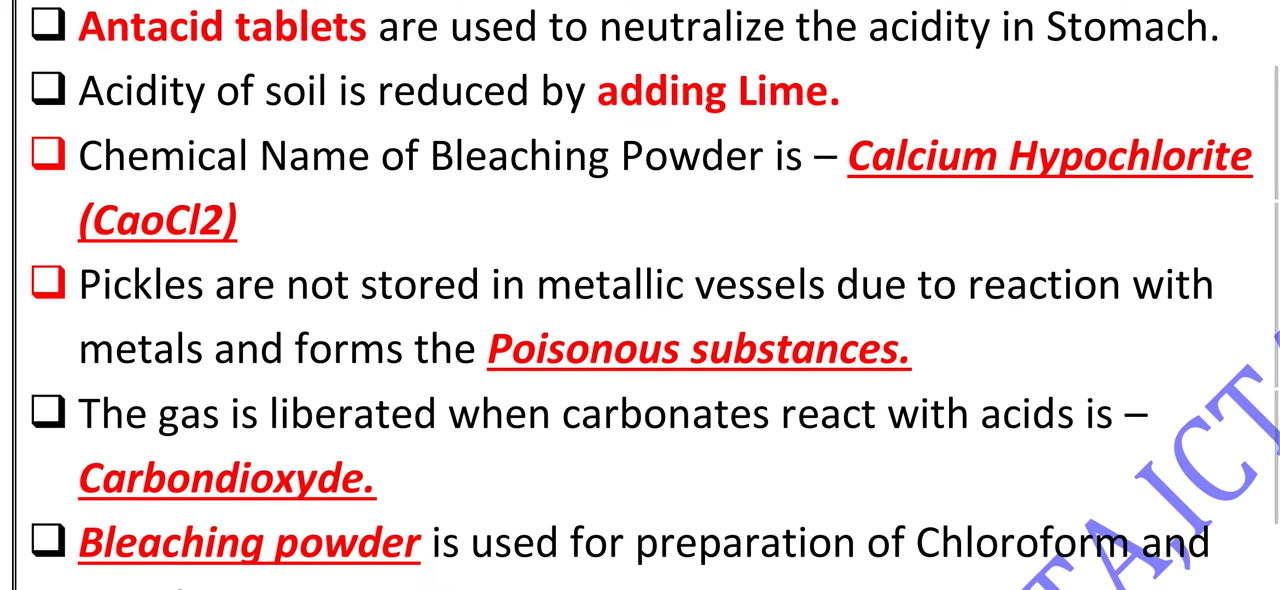 ❑ Antacid tablets are used to neutralize the acidity in Stomach.
❑ Acidity of soil is reduced by adding Lime.
❑ Chemical Name of Bleaching Powder is – Calcium Hypochlorite
(CaoCl2)
❑ Pickles are not stored in metallic vessels due to reaction with
metals and forms the Poisonous substances.
❑ The gas is liberated when carbonates react with acids is –
Carbondioxyde.
❑ Bleaching powder is used for preparation of Chloroform and
TA,ICT